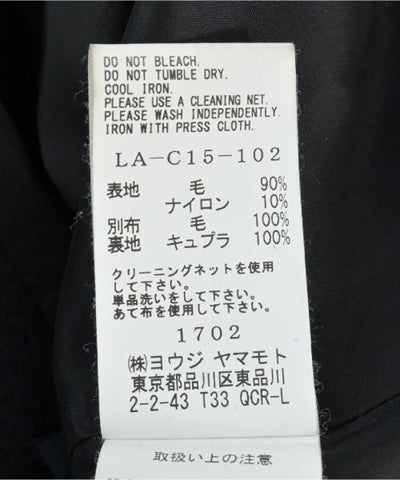 DO NOT BLEACH.
DO NOT TUMBLE DRY.
COOL IRON.
PLEASE USE A CLEANING NET.
PLEASE WASH INDEPENDENTLY.
IRON WITH PRESS CLOTH.
LA-C15-102
表地 毛 90%
ナイロン 10%
別布 毛 100%
裏地 キュプラ 100%
クリーニングネットを使用
して下さい。
単品洗いをして下さい。
あて布を使用して下さい。
1702
㈱ヨウジ ヤマモト
東京都品川区東品川
2-2-43 T33 QCR-L
取扱い上の注意